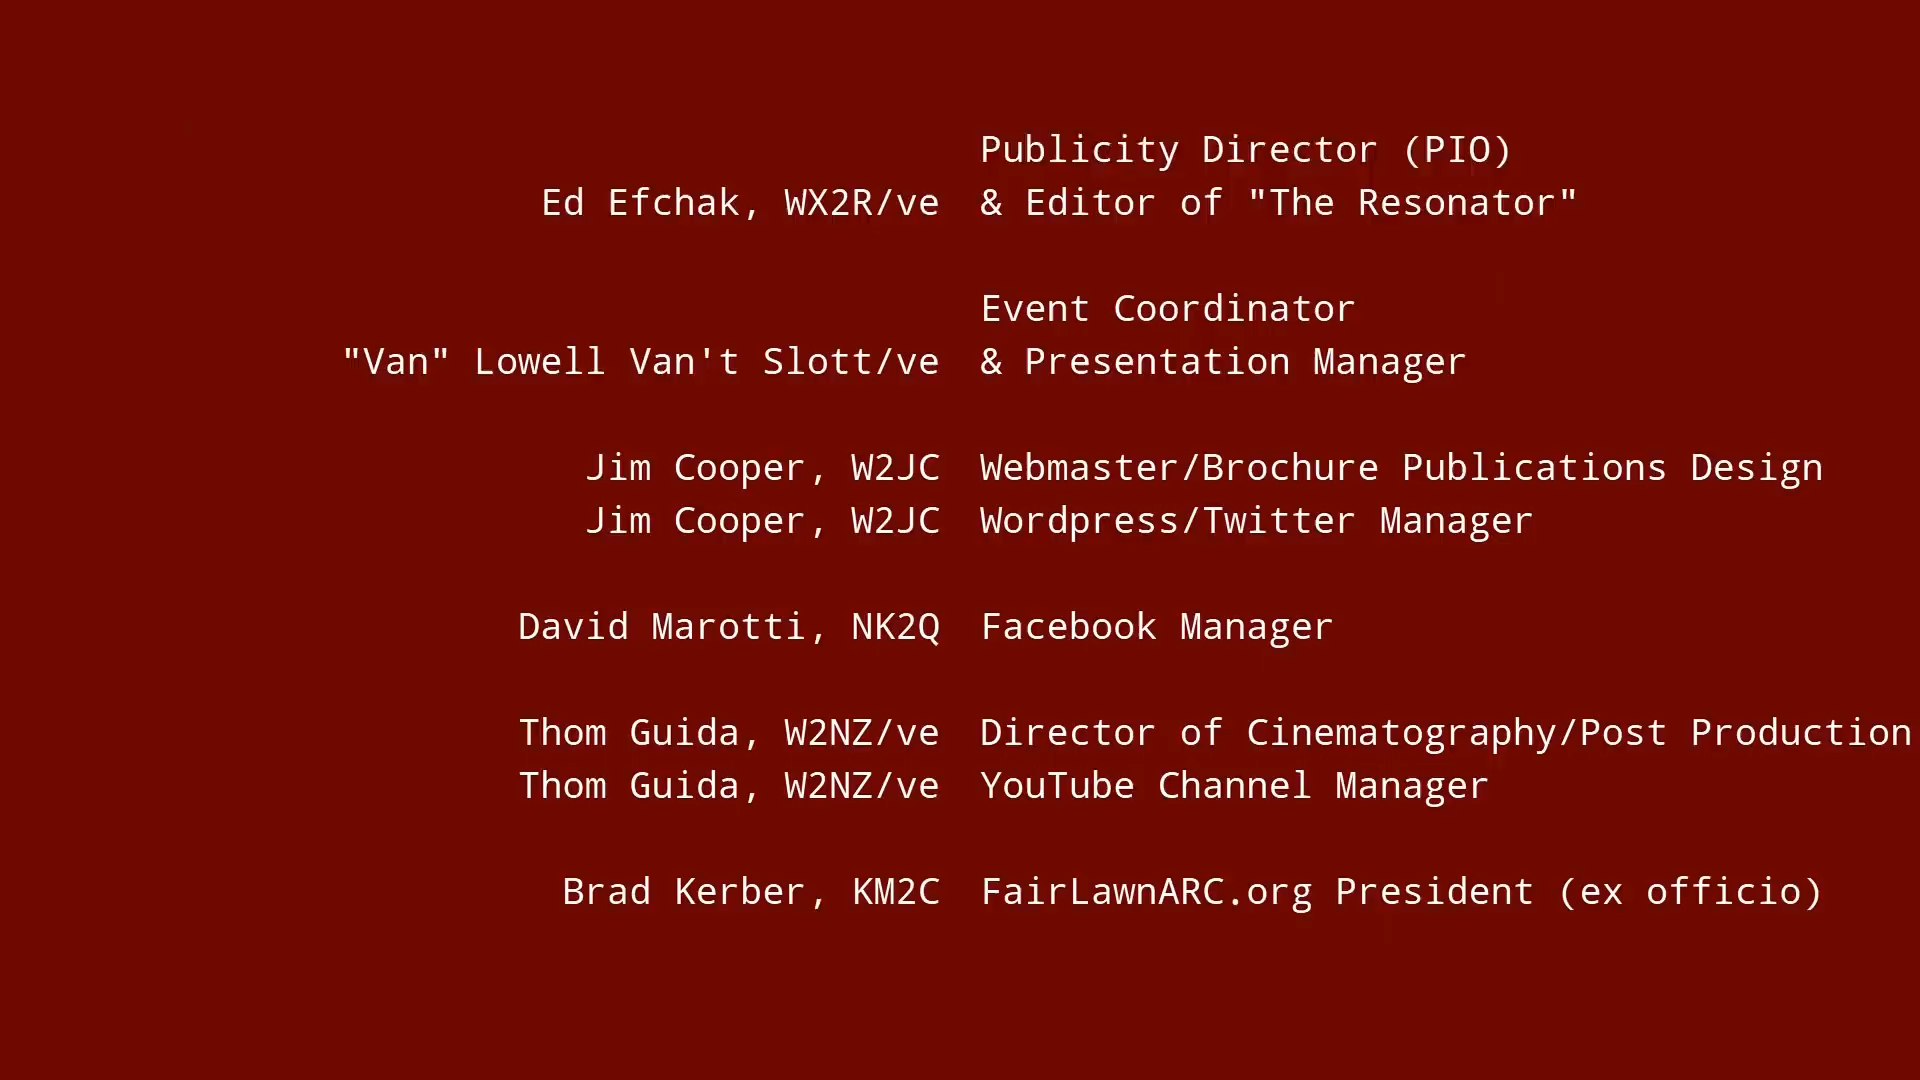 Publicity Director (PIO)
Ed Efchak, WX2R/ve & Editor of "The Resonator"
Event Coordinator
"Van" Lowell Van't Slott/ve & Presentation Manager
Jim Cooper, W2JC Webmaster/Brochure Publications Design
Jim Cooper, W2JC Wordpress/Twitter Manager
David Marotti, NK2Q Facebook Manager
Thom Guida, W2NZ/ve Director of Cinematography/Post Production
Thom Guida, W2NZ/ve YouTube Channel Manager
Brad Kerber, KM2C FairLawnARC.org President (ex officio)